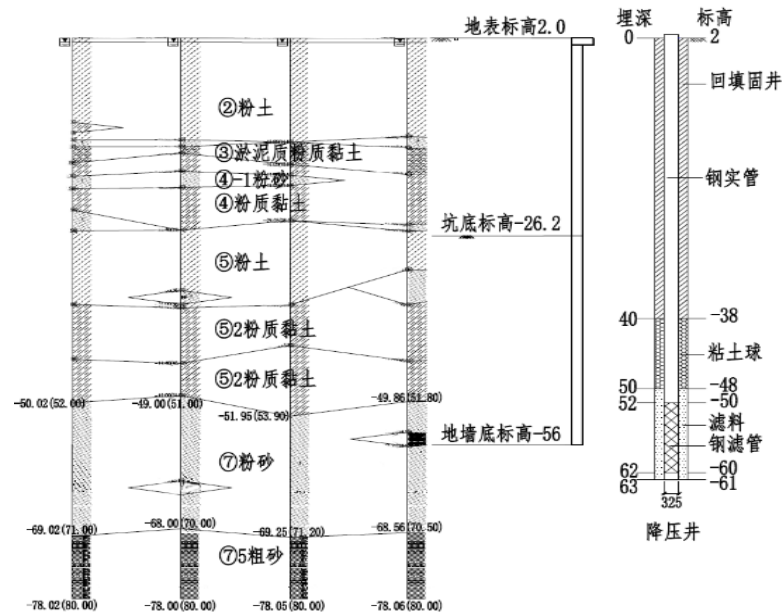 地表标高2.0
②粉土
③淤泥质粉质黏土
④-1粉砂
④粉质黏土
坑底标高-26.2
⑤粉土
⑤2粉质黏土
⑤2粉质黏土
-50.02(52.00)
-49.00(51.00)
-51.95(53.90)
-49.86(51.80)
地墙底标高-56
⑦粉砂
-69.02(71.00)
-68.00(70.00)
-69.25(71.20)
-68.56(70.50)
⑦5粗砂
-78.02(80.00)
-78.00(80.00)
-78.05(80.00)
-78.06(80.00)
埋深
标高
0
2
回填固井
钢实管
40
-38
粘土球
50
-48
52
-50
滤料
钢滤管
62
-60
63
-61
325
降压井